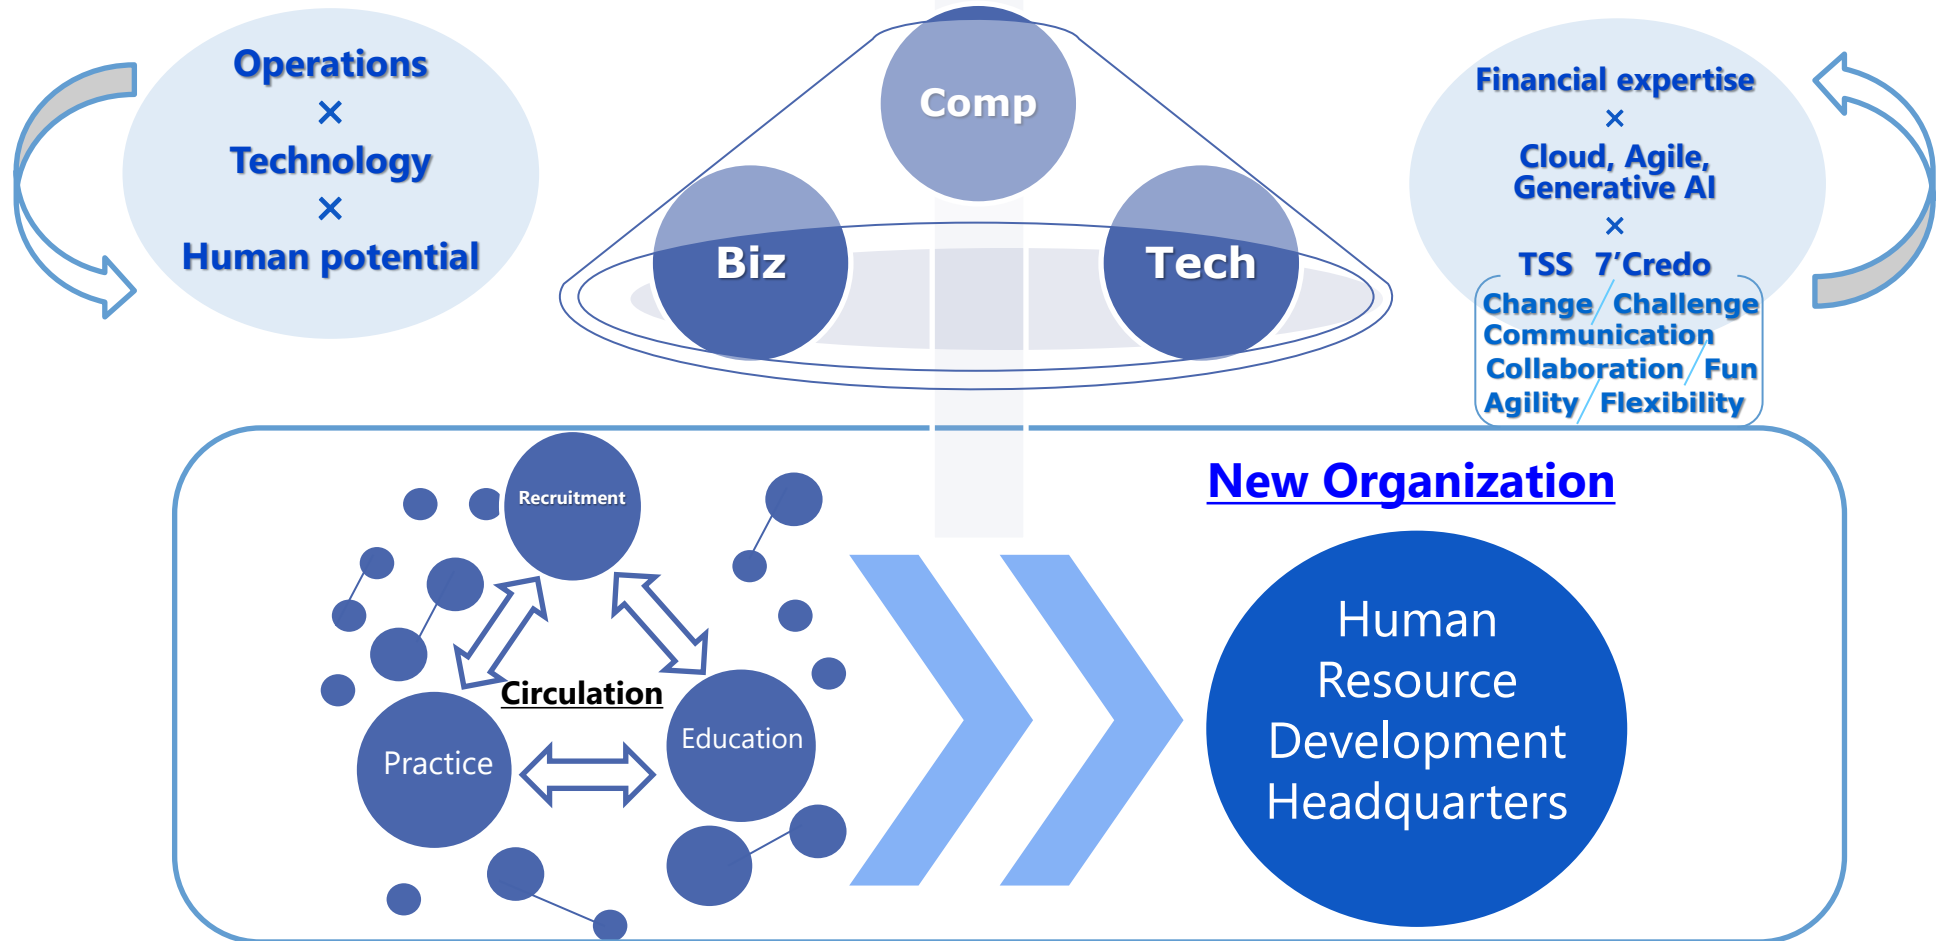 Operations
×
Technology
×
Human potential
Comp
Biz
Tech
Financial expertise
×
Cloud, Agile,
Generative AI
×
TSS 7’Credo
Change / Challenge
Communication
Collaboration / Fun
Agility / Flexibility
Recruitment
Circulation
Practice
Education
New Organization
Human
Resource
Development
Headquarters